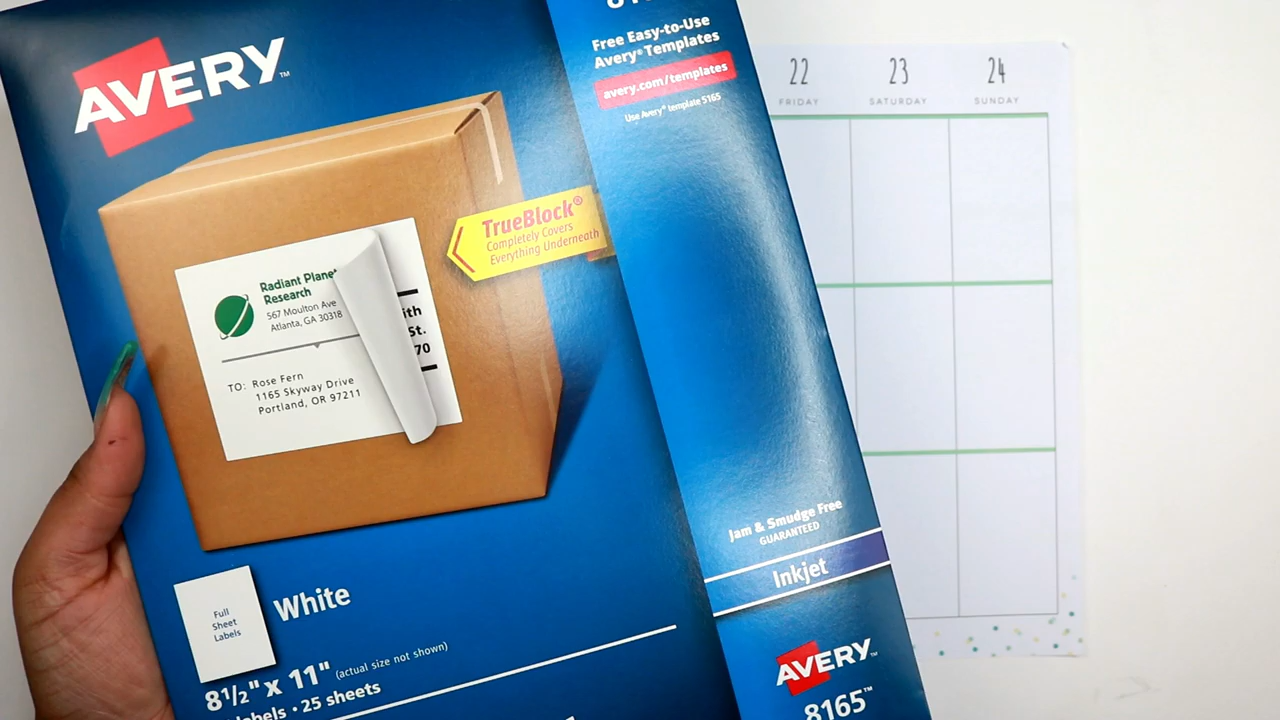 AVERY™
Free Easy-to-Use
Avery® Templates
avery.com/templates
Use Avery® template 5165
TrueBlock®
Completely Covers
Everything Underneath
Radiant Planet
Research
567 Moulton Ave
Atlanta, GA 30318
ith
St.
70
TO: Rose Fern
1165 Skyway Drive
Portland, OR 97211
Jam & Smudge Free
GUARANTEED
Inkjet
Full
Sheet
Labels
White
8½" x 11" (actual size not shown)
labels • 25 sheets
AVERY™
8165™
22
FRIDAY
23
SATURDAY
24
SUNDAY